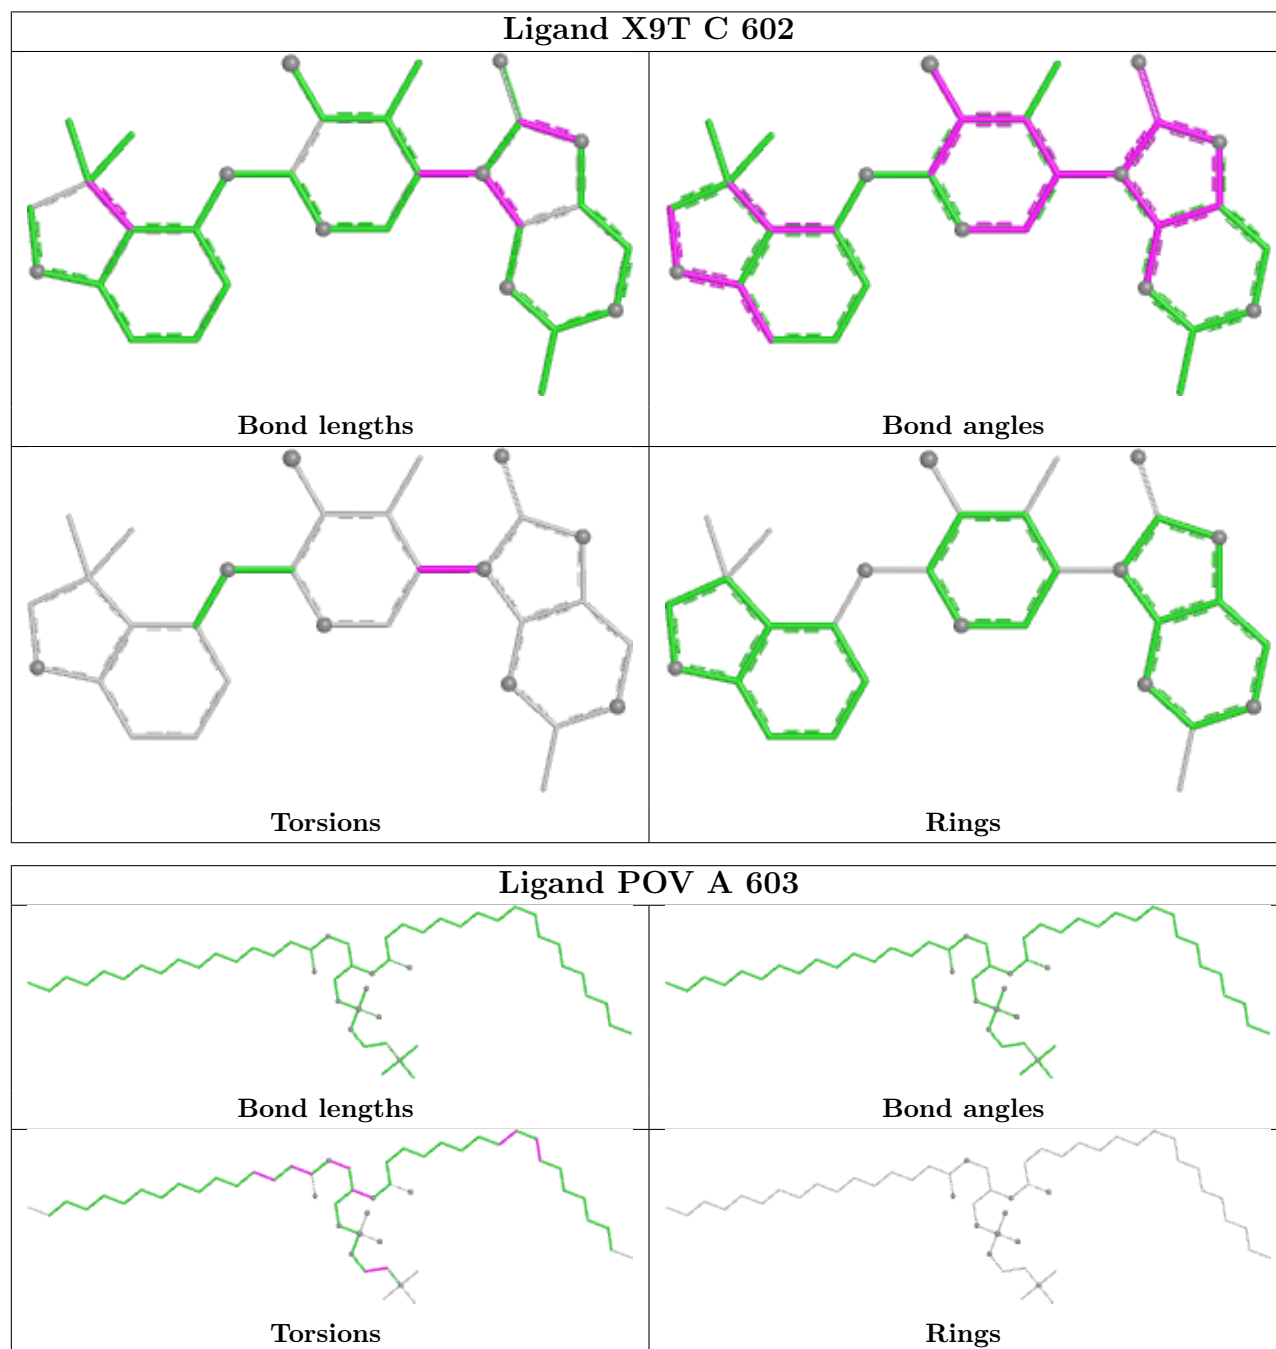 Ligand X9T C 602
Bond lengths
Bond angles
Torsions
Rings
Ligand POV A 603
Bond lengths
Bond angles
Torsions
Rings